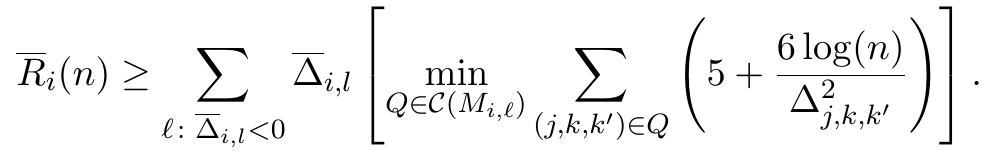 \overline{R}_i(n) \geq \sum_{\ell \colon \overline{\Delta}_{i,l} < 0} \overline{\Delta}_{i,l} \left[ \min_{Q \in \mathcal{C}(M_{i,\ell})} \sum_{(j,k,k') \in Q} \left( 5 + \frac{6 \log(n)}{\Delta_{j,k,k'}^2} \right) \right].